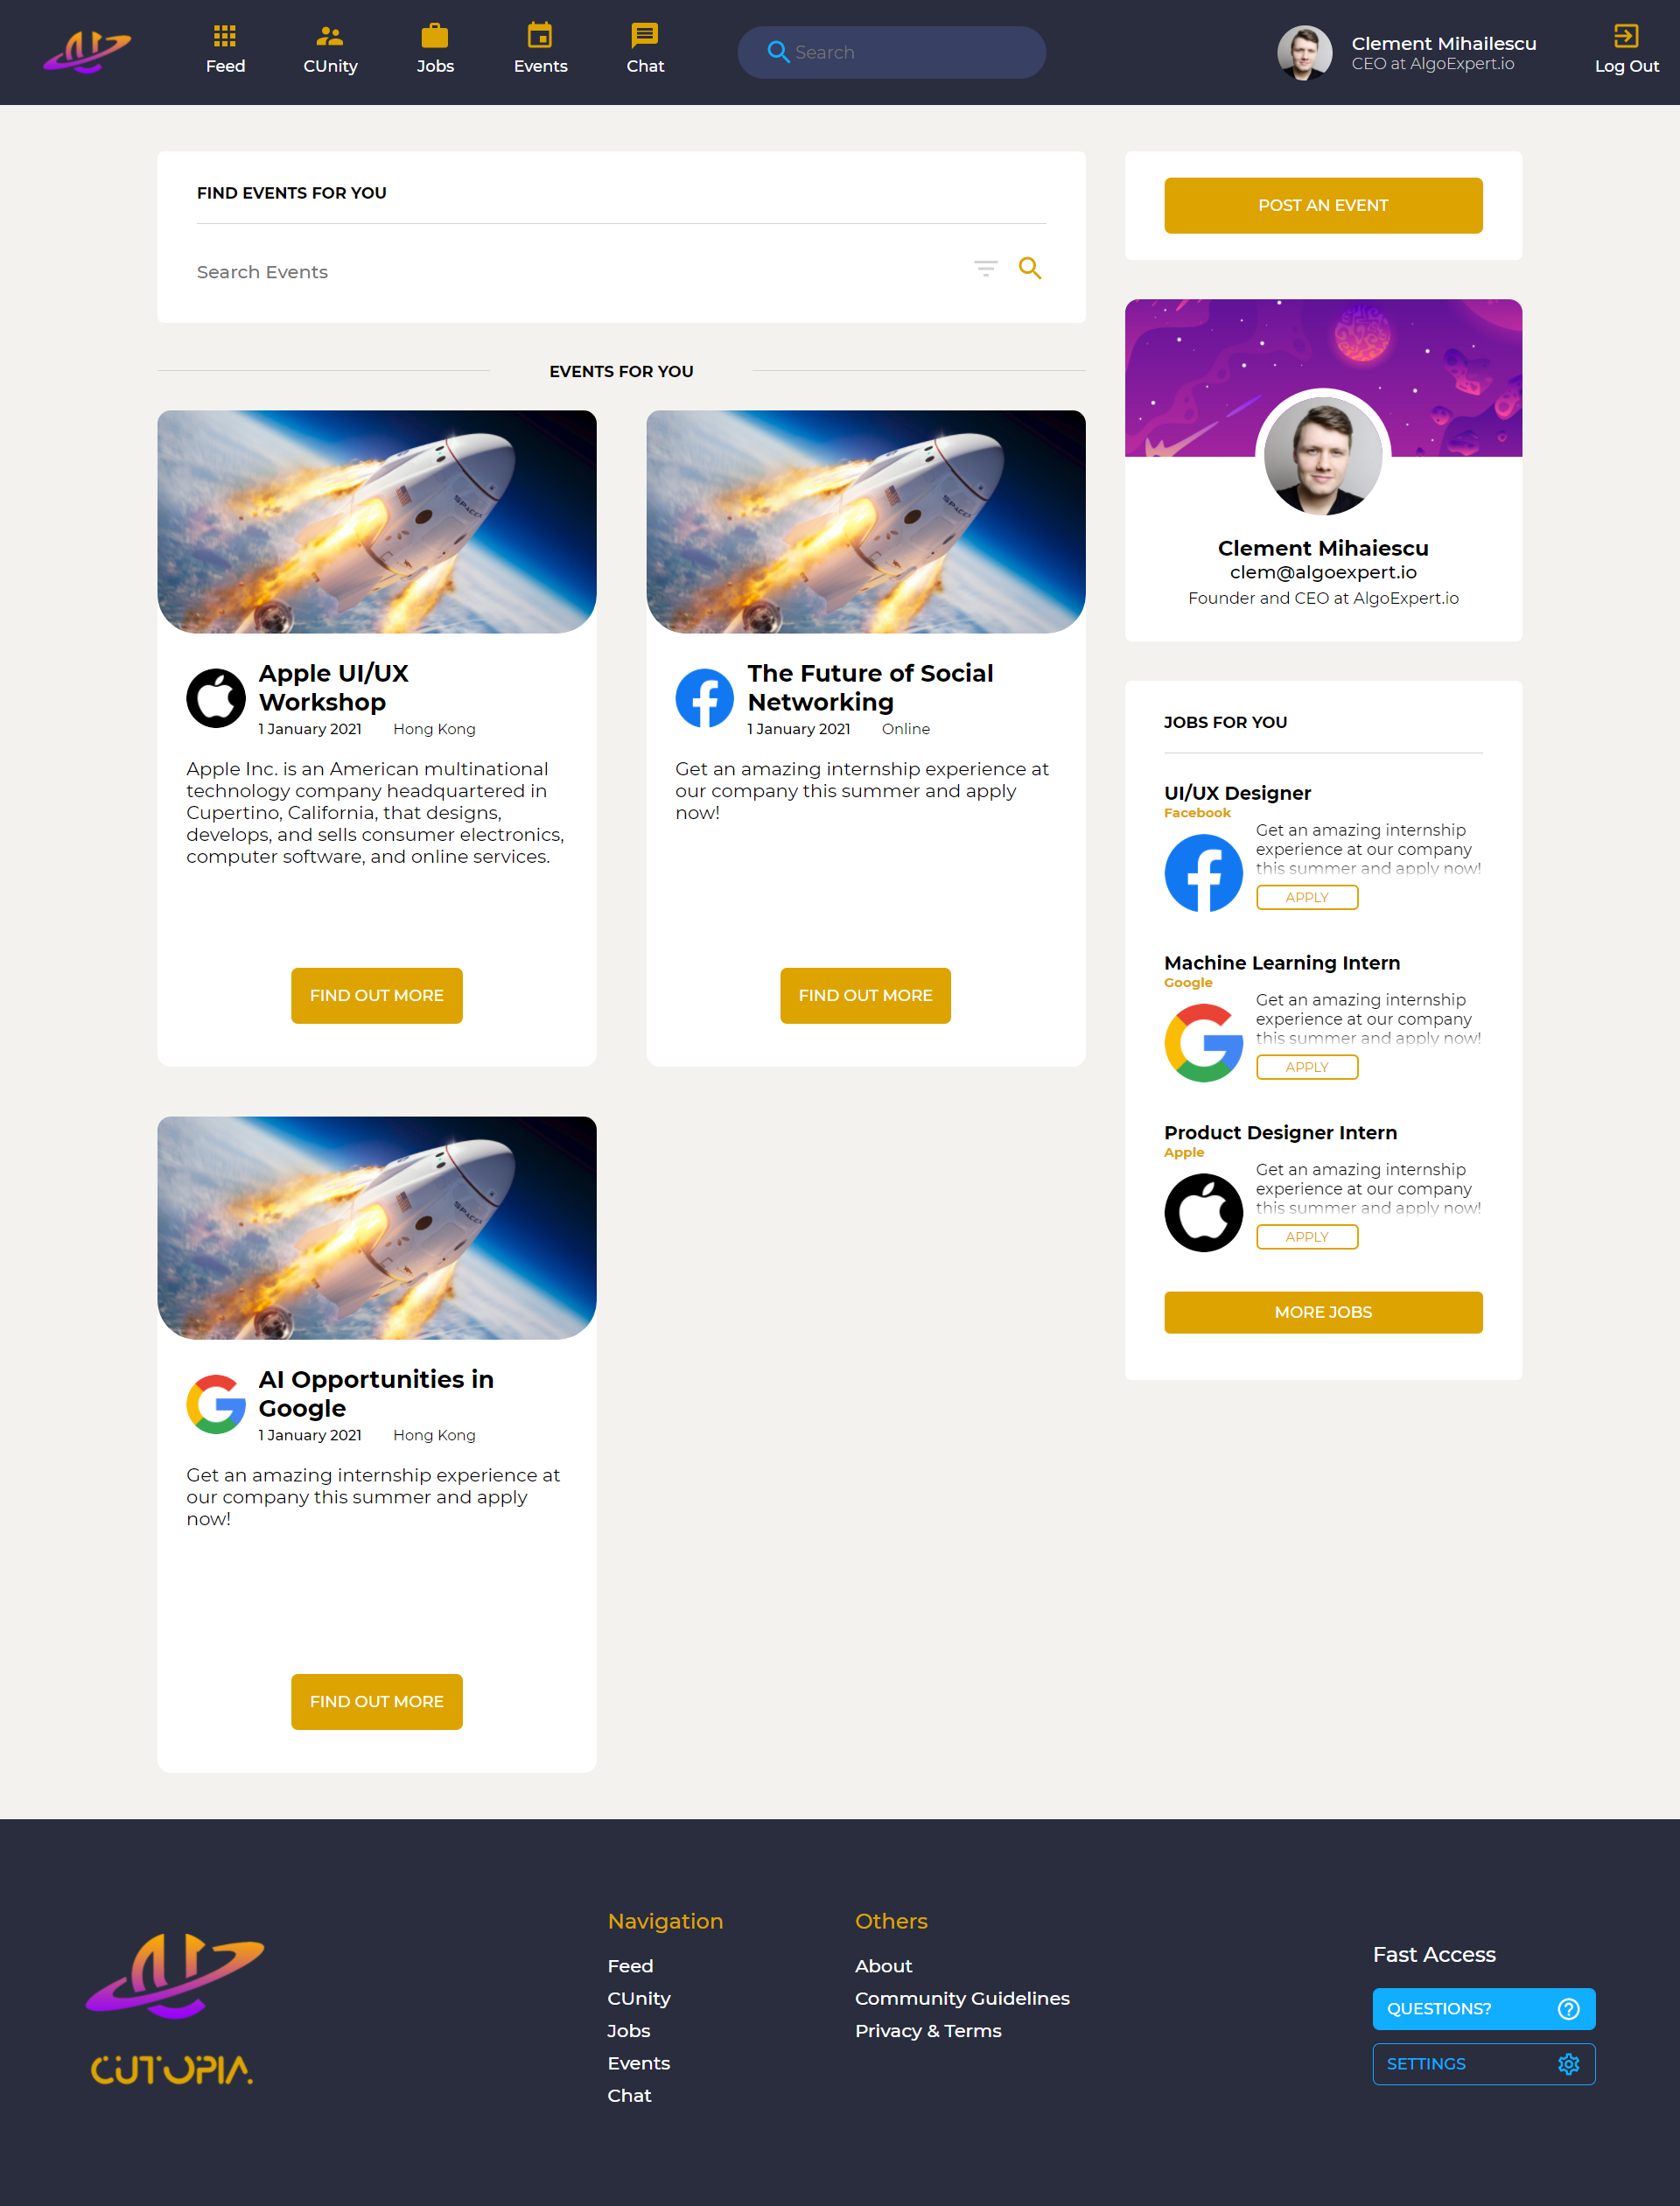 Feed
CUnity
Jobs
Events
Chat
Search
Clement Mihailescu
CEO at AlgoExpert.io
Log Out
FIND EVENTS FOR YOU
Search Events
POST AN EVENT
EVENTS FOR YOU
SPACEX
Apple UI/UX
Workshop
1 January 2021 Hong Kong
Apple Inc. is an American multinational
technology company headquartered in
Cupertino, California, that designs,
develops, and sells consumer electronics,
computer software, and online services.
FIND OUT MORE
SPACEX
The Future of Social
Networking
1 January 2021 Online
Get an amazing internship experience at
our company this summer and apply
now!
FIND OUT MORE
SPACEX
AI Opportunities in
Google
1 January 2021 Hong Kong
Get an amazing internship experience at
our company this summer and apply
now!
FIND OUT MORE
Clement Mihaiescu
clem@algoexpert.io
Founder and CEO at AlgoExpert.io
JOBS FOR YOU
UI/UX Designer
Facebook
Get an amazing internship
experience at our company
this summer and apply now!
APPLY
Machine Learning Intern
Google
Get an amazing internship
experience at our company
this summer and apply now!
APPLY
Product Designer Intern
Apple
Get an amazing internship
experience at our company
this summer and apply now!
APPLY
MORE JOBS
CUTOPIA
Navigation
Feed
CUnity
Jobs
Events
Chat
Others
About
Community Guidelines
Privacy & Terms
Fast Access
QUESTIONS?
SETTINGS